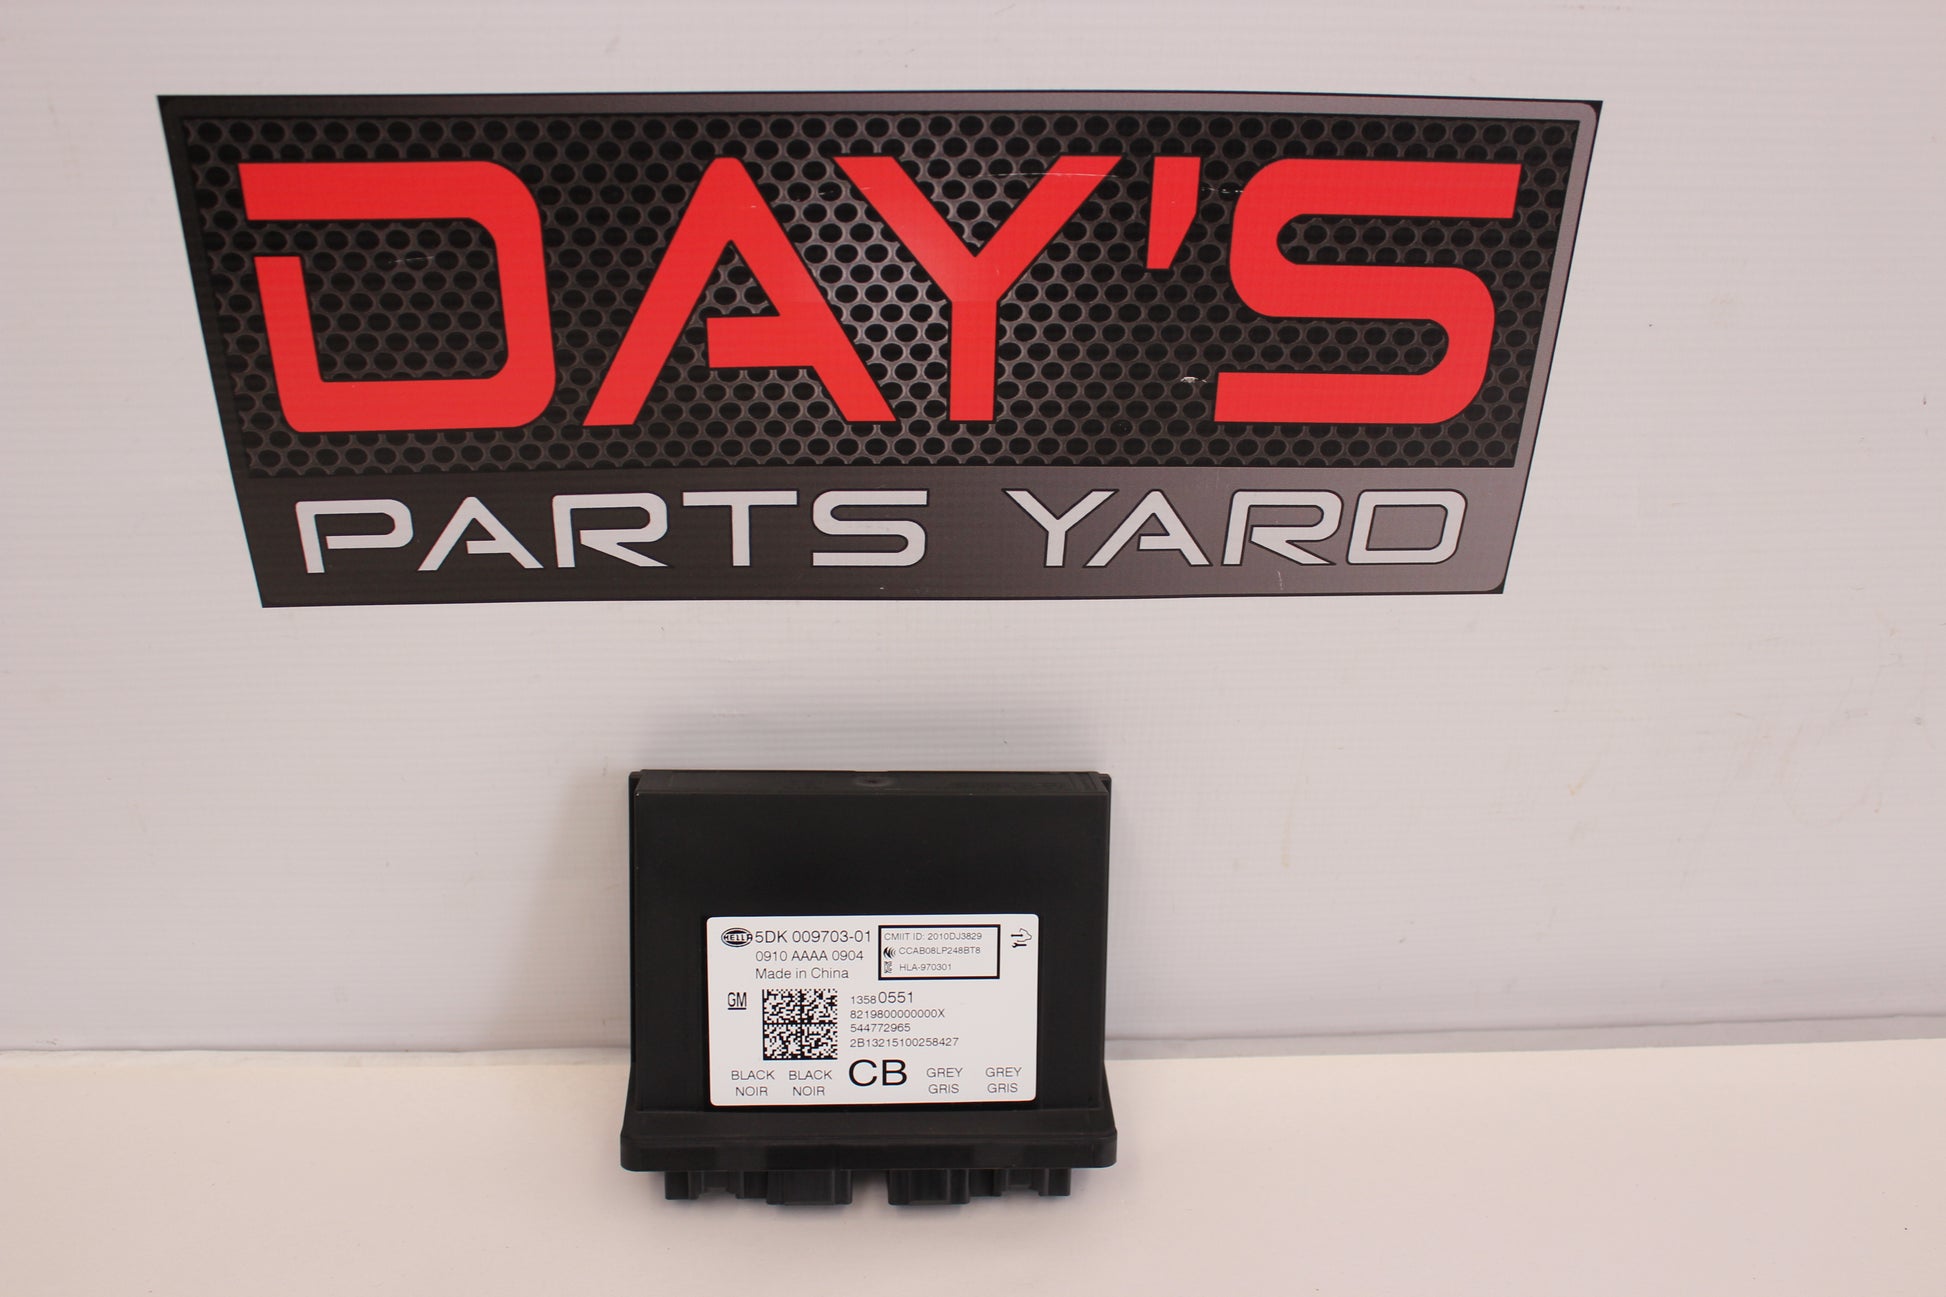 DAY'S
PARTS YARD
HELLA 5DK 009703-01
0910 AAAA 0904
Made in China
CMIIT ID: 2010DJ3829
CCAB08LP248BT8
HLA-970301
GM
13580551
8219800000000X
544772965
2B13215100258427
BLACK BLACK CB GREY GREY
NOIR NOIR GRIS GRIS